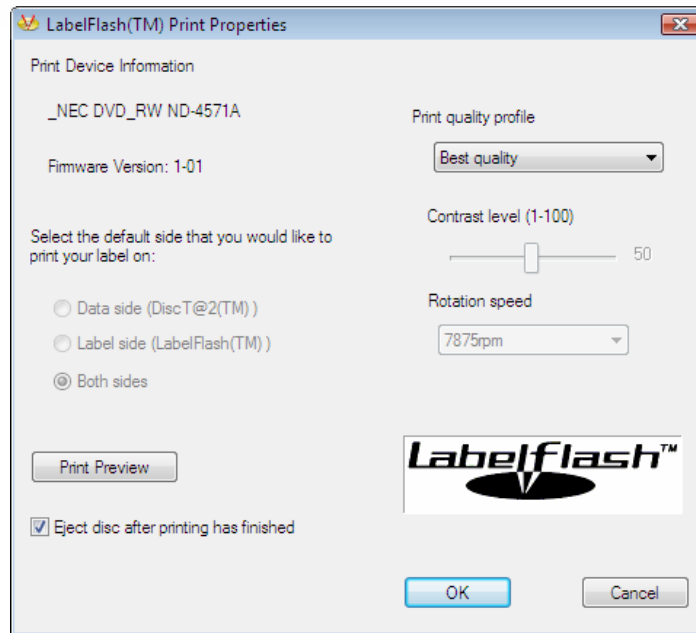 LabelFlash(TM) Print Properties
Print Device Information
_NEC DVD_RW ND-4571A
Firmware Version: 1-01
Select the default side that you would like to
print your label on:
Data side (DiscT@2(TM) )
Label side (LabelFlash(TM) )
Both sides
Print Preview
Eject disc after printing has finished
Print quality profile
Best quality
Contrast level (1-100)
50
Rotation speed
7875rpm
Labelflash™
OK
Cancel